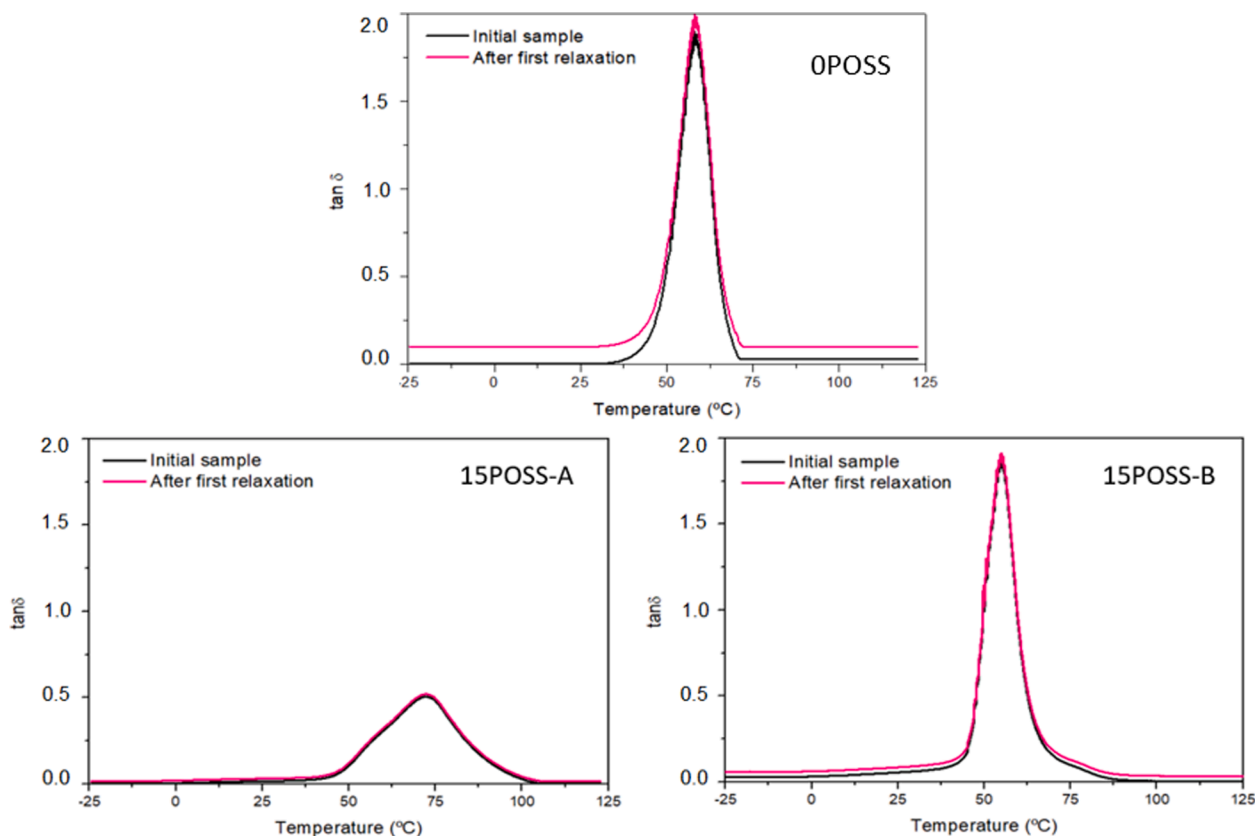 2.0
Initial sample
After first relaxation
0POSS
1.5
tan δ
1.0
0.5
0.0
-25 0 25 50 75 100 125
Temperature (ºC)
2.0
Initial sample
After first relaxation
15POSS-A
1.5
tanδ
1.0
0.5
0.0
-25 0 25 50 75 100 125
Temperature (ºC)
2.0
Initial sample
After first relaxation
15POSS-B
1.5
tanδ
1.0
0.5
0.0
-25 0 25 50 75 100 125
Temperature (ºC)